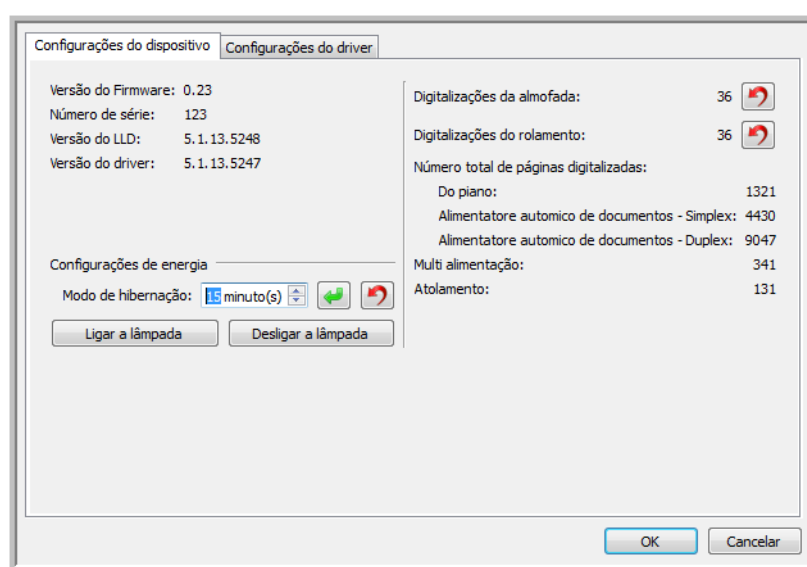 Configurações do dispositivo Configurações do driver
Versão do Firmware: 0.23
Número de série: 123
Versão do LLD: 5.1.13.5248
Versão do driver: 5.1.13.5247
Configurações de energia
Modo de hibernação: 15 minuto(s)
Ligar a lâmpada Desligar a lâmpada
Digitalizações da almofada: 36
Digitalizações do rolamento: 36
Número total de páginas digitalizadas:
Do piano: 1321
Alimentatore automico de documentos - Simplex: 4430
Alimentatore automico de documentos - Duplex: 9047
Multi alimentação: 341
Atolamento: 131
OK Cancelar